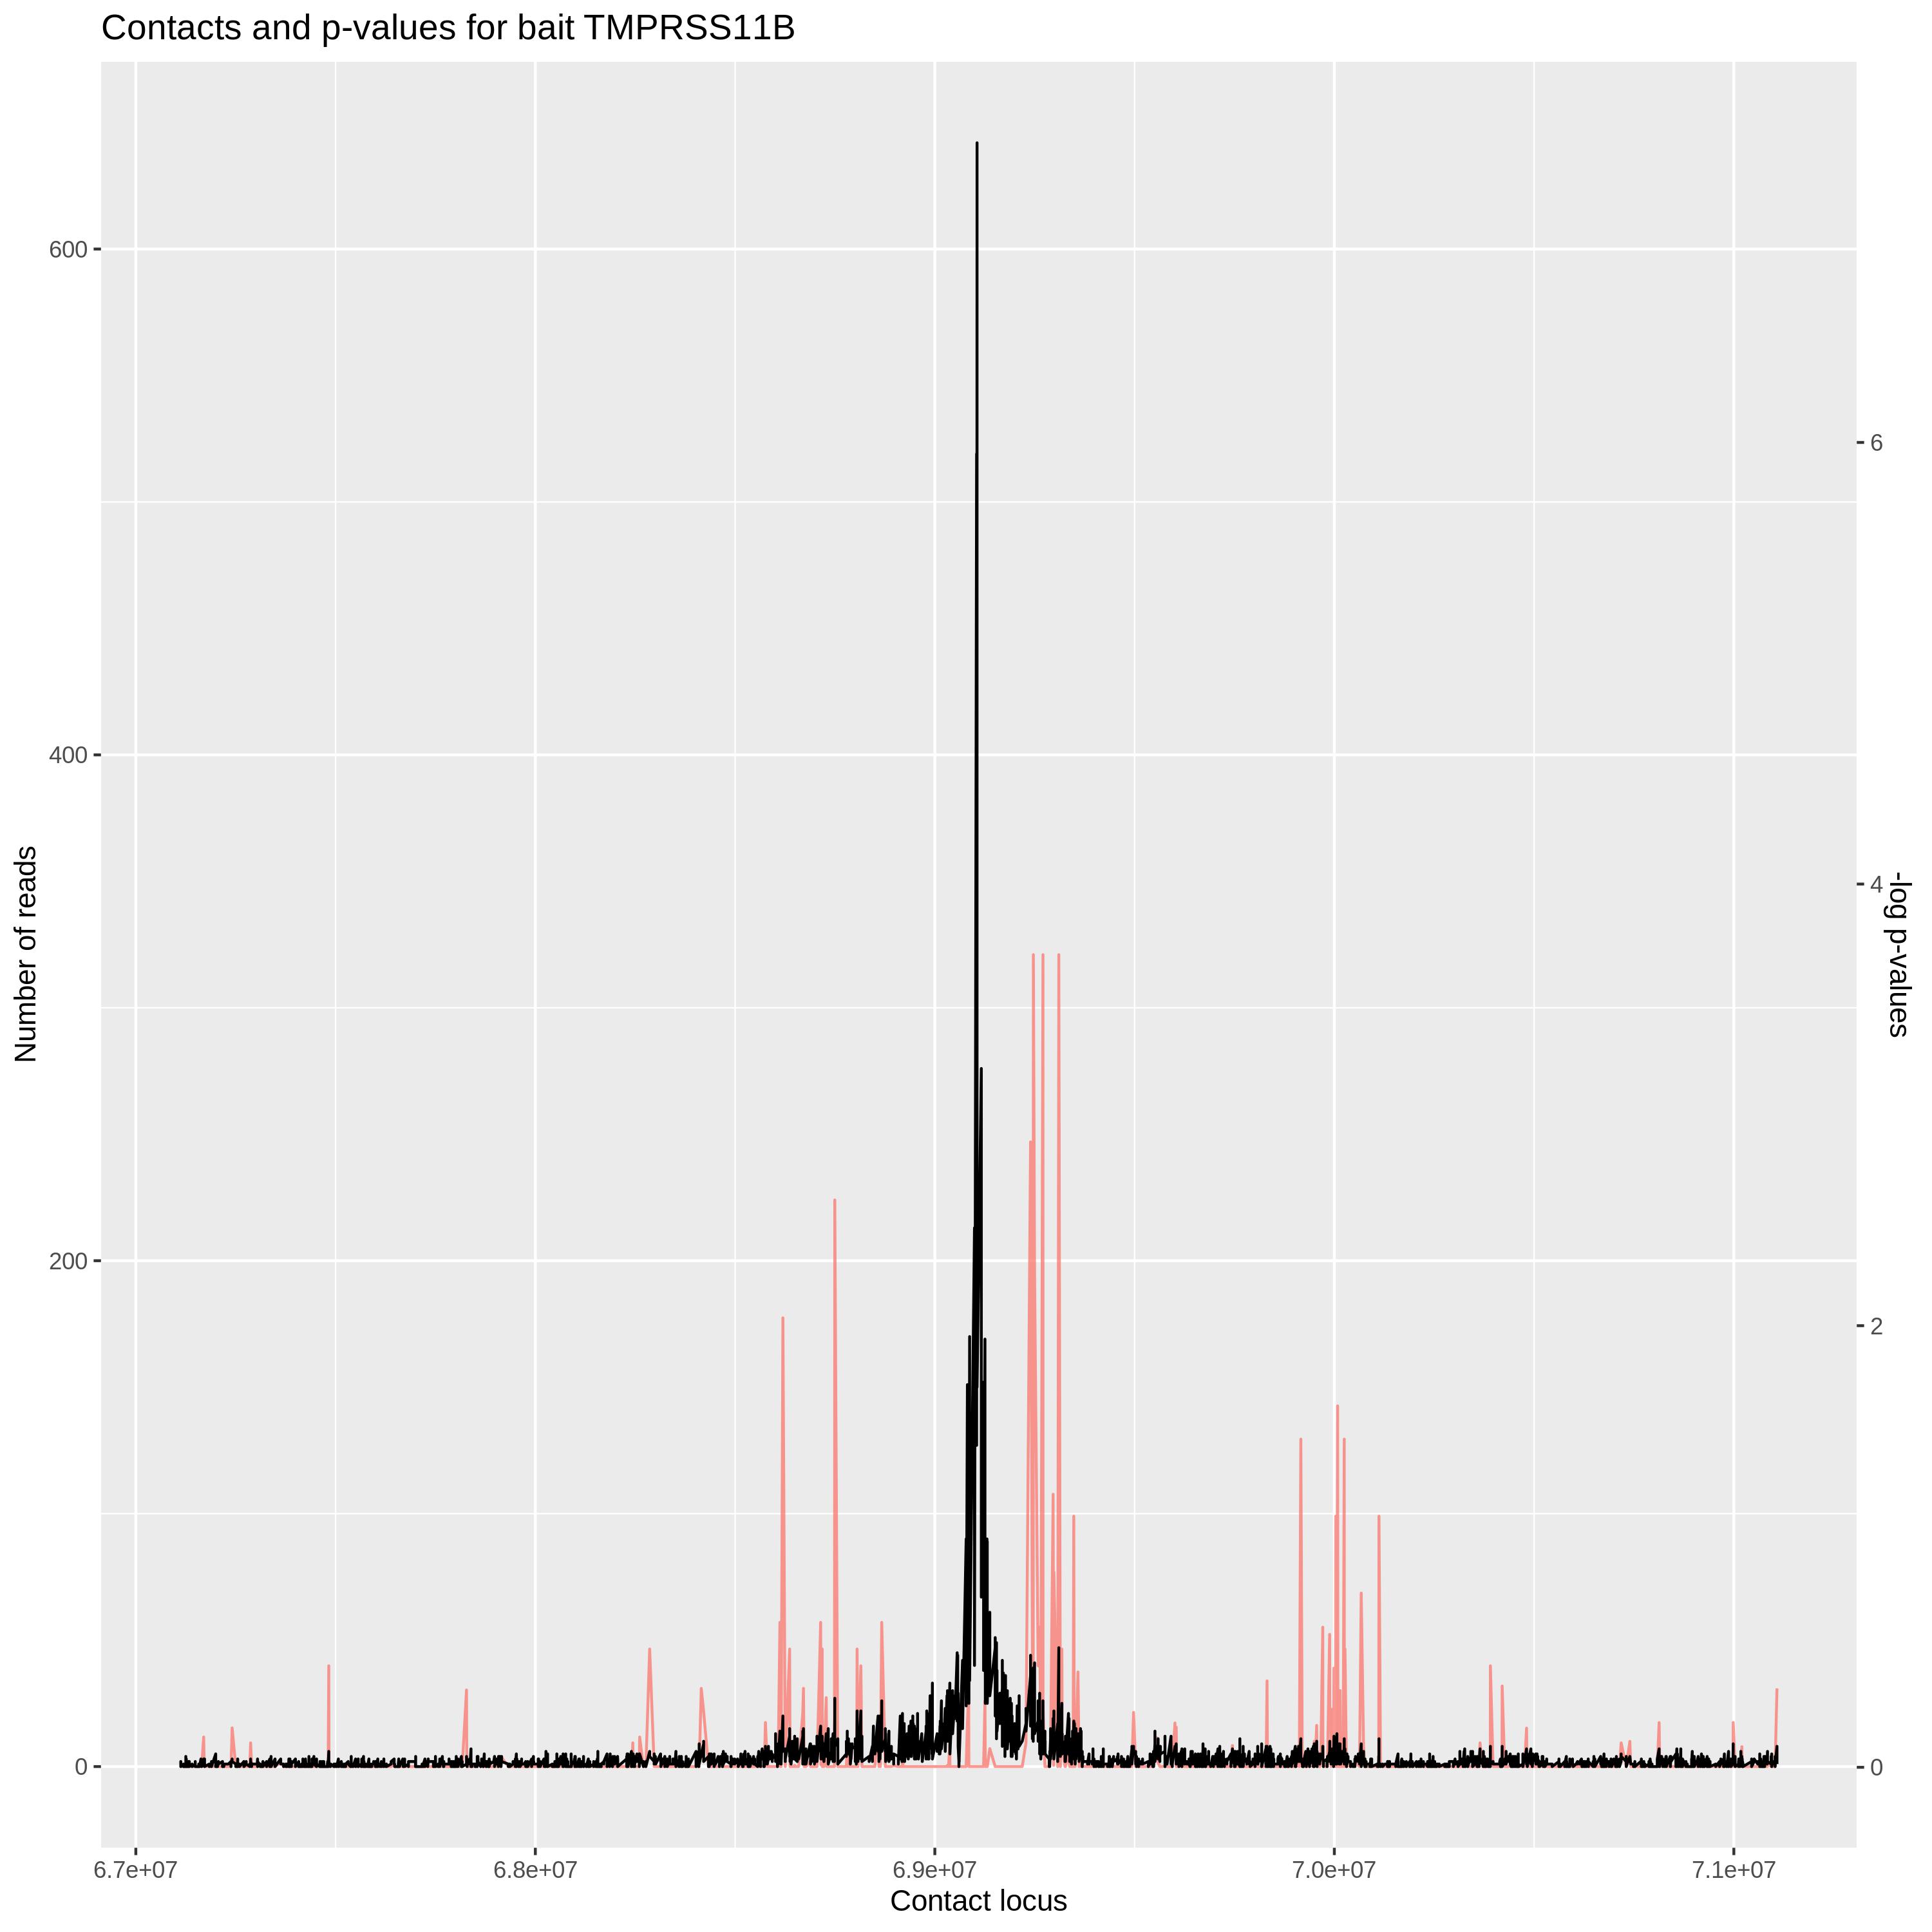 Contacts and p-values for bait TMPRSS11B
600
400
200
0
Number of reads
6
4
2
0
-log p-values
6.7e+07 6.8e+07 6.9e+07 7.0e+07 7.1e+07
Contact locus